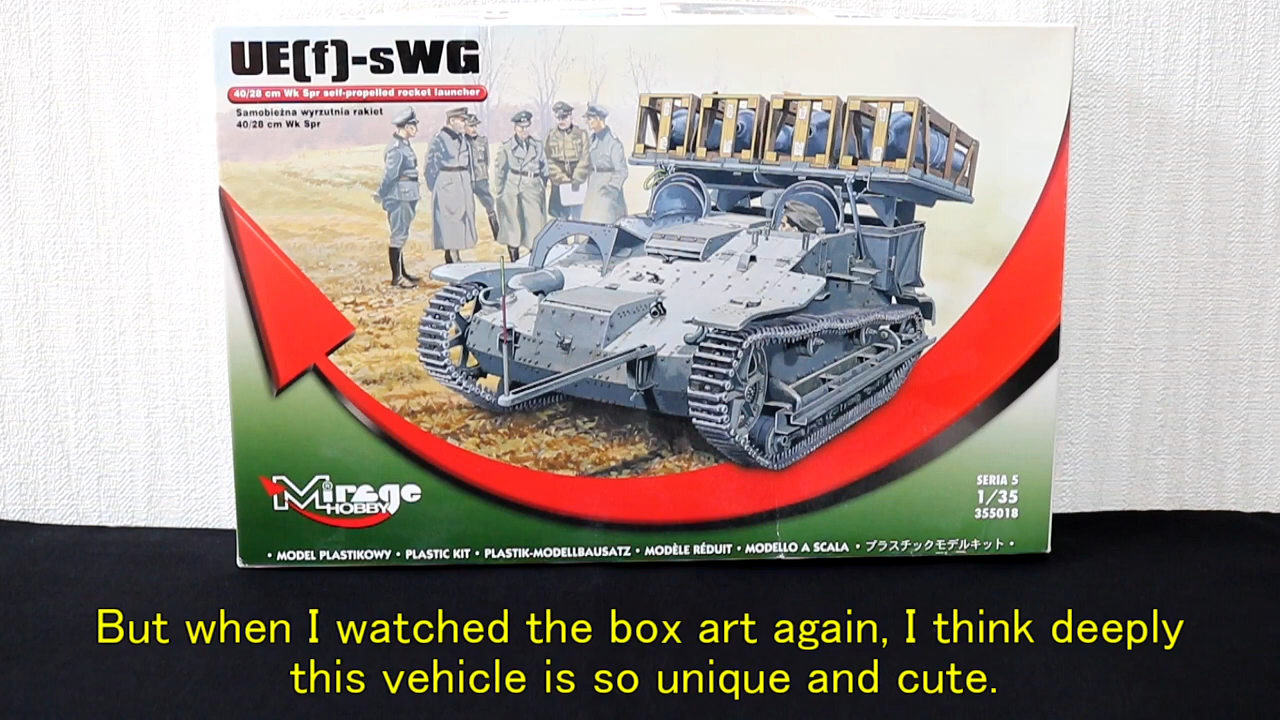 UE(f)-sWG
40/28 cm Wk Spr self-propelled rocket launcher
Samobieżna wyrzutnia rakiet
40/28 cm Wk Spr
Mirage
HOBBY
SERIA 5
1/35
355018
• MODEL PLASTIKOWY • PLASTIC KIT • PLASTIK-MODELLBAUSATZ • MODÈLE RÉDUIT • MODELLO A SCALA • プラスチックモデルキット •
But when I watched the box art again, I think deeply
this vehicle is so unique and cute.